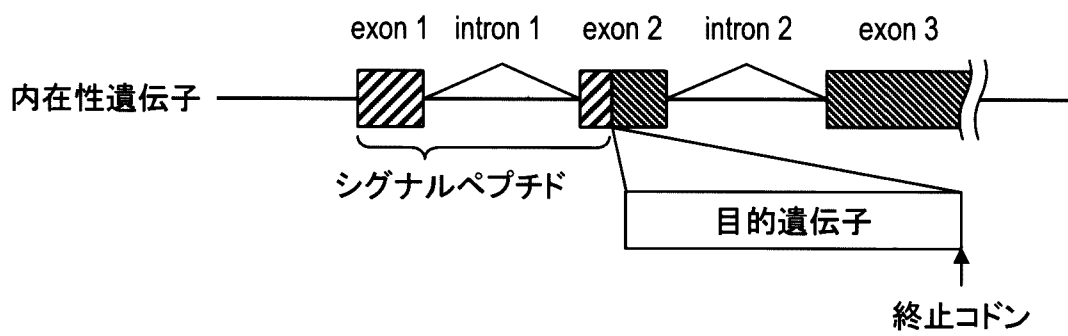 exon 1 intron 1 exon 2 intron 2 exon 3
内在性遺伝子
シグナルペプチド
目的遺伝子
終止コドン